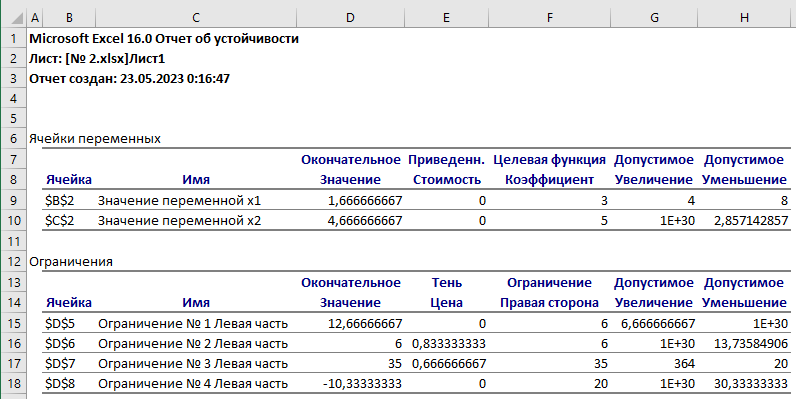 A B C D E F G H
1 Microsoft Excel 16.0 Отчет об устойчивости
2 Лист: [№ 2.xlsx]Лист1
3 Отчет создан: 23.05.2023 0:16:47
4
5
6 Ячейки переменных
7 Окончательное Приведенн. Целевая функция Допустимое Допустимое
8 Ячейка Имя Значение Стоимость Коэффициент Увеличение Уменьшение
9 $B$2 Значение переменной x1 1,666666667 0 3 4 8
10 $C$2 Значение переменной x2 4,666666667 0 5 1E+30 2,857142857
11
12 Ограничения
13 Окончательное Тень Ограничение Допустимое Допустимое
14 Ячейка Имя Значение Цена Правая сторона Увеличение Уменьшение
15 $D$5 Ограничение № 1 Левая часть 12,66666667 0 6 6,666666667 1E+30
16 $D$6 Ограничение № 2 Левая часть 6 0,833333333 6 1E+30 13,73584906
17 $D$7 Ограничение № 3 Левая часть 35 0,666666667 35 364 20
18 $D$8 Ограничение № 4 Левая часть -10,33333333 0 20 1E+30 30,33333333